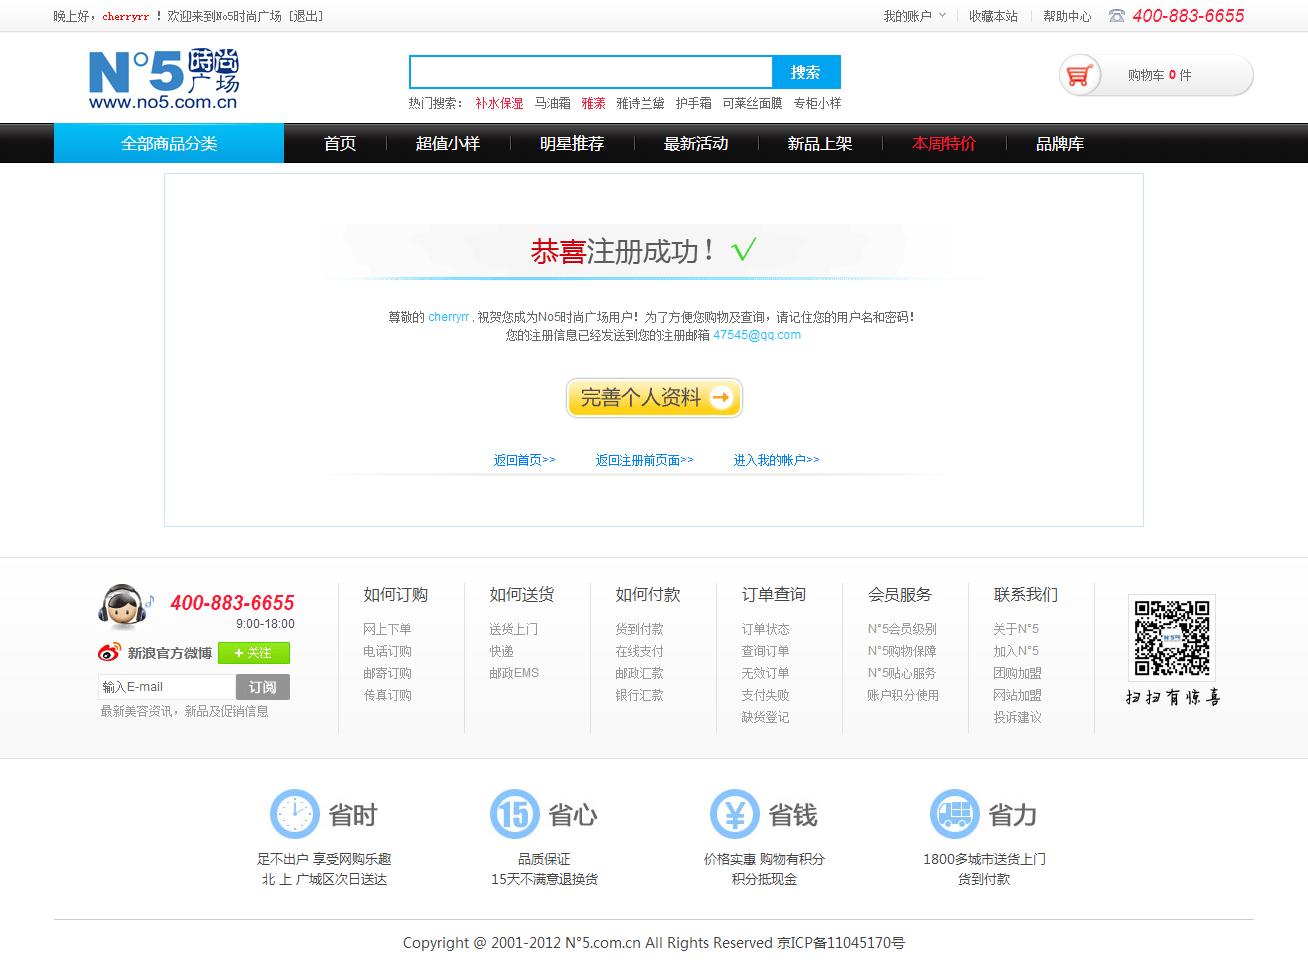 晚上好，cherryrr ！欢迎来到No5时尚广场 [退出]
我的账户 收藏本站 帮助中心 400-883-6655
N°5 時尚广场
www.no5.com.cn
搜索
热门搜索： 补水保湿 马油霜 雅漾 雅诗兰黛 护手霜 可莱丝面膜 专柜小样
购物车 0 件
全部商品分类 首页 超值小样 明星推荐 最新活动 新品上架 本周特价 品牌库
恭喜注册成功！√
尊敬的 cherryrr , 祝贺您成为No5时尚广场用户！为了方便您购物及查询，请记住您的用户名和密码！
您的注册信息已经发送到您的注册邮箱 47545@qq.com
完善个人资料
返回首页>> 返回注册前页面>> 进入我的帐户>>
400-883-6655
9:00-18:00
新浪官方微博 + 关注
输入E-mail 订阅
最新美容资讯，新品及促销信息
如何订购
网上下单
电话订购
邮寄订购
传真订购
如何送货
送货上门
快递
邮政EMS
如何付款
货到付款
在线支付
邮政汇款
银行汇款
订单查询
订单状态
查询订单
无效订单
支付失败
缺货登记
会员服务
N°5会员级别
N°5购物保障
N°5贴心服务
账户积分使用
联系我们
关于N°5
加入N°5
团购加盟
网站加盟
投诉建议
N°5
扫扫有惊喜
省时
足不出户 享受网购乐趣
北 上 广城区次日送达
15 省心
品质保证
15天不满意退换货
¥ 省钱
价格实惠 购物有积分
积分抵现金
省力
1800多城市送货上门
货到付款
Copyright @ 2001-2012 N°5.com.cn All Rights Reserved 京ICP备11045170号